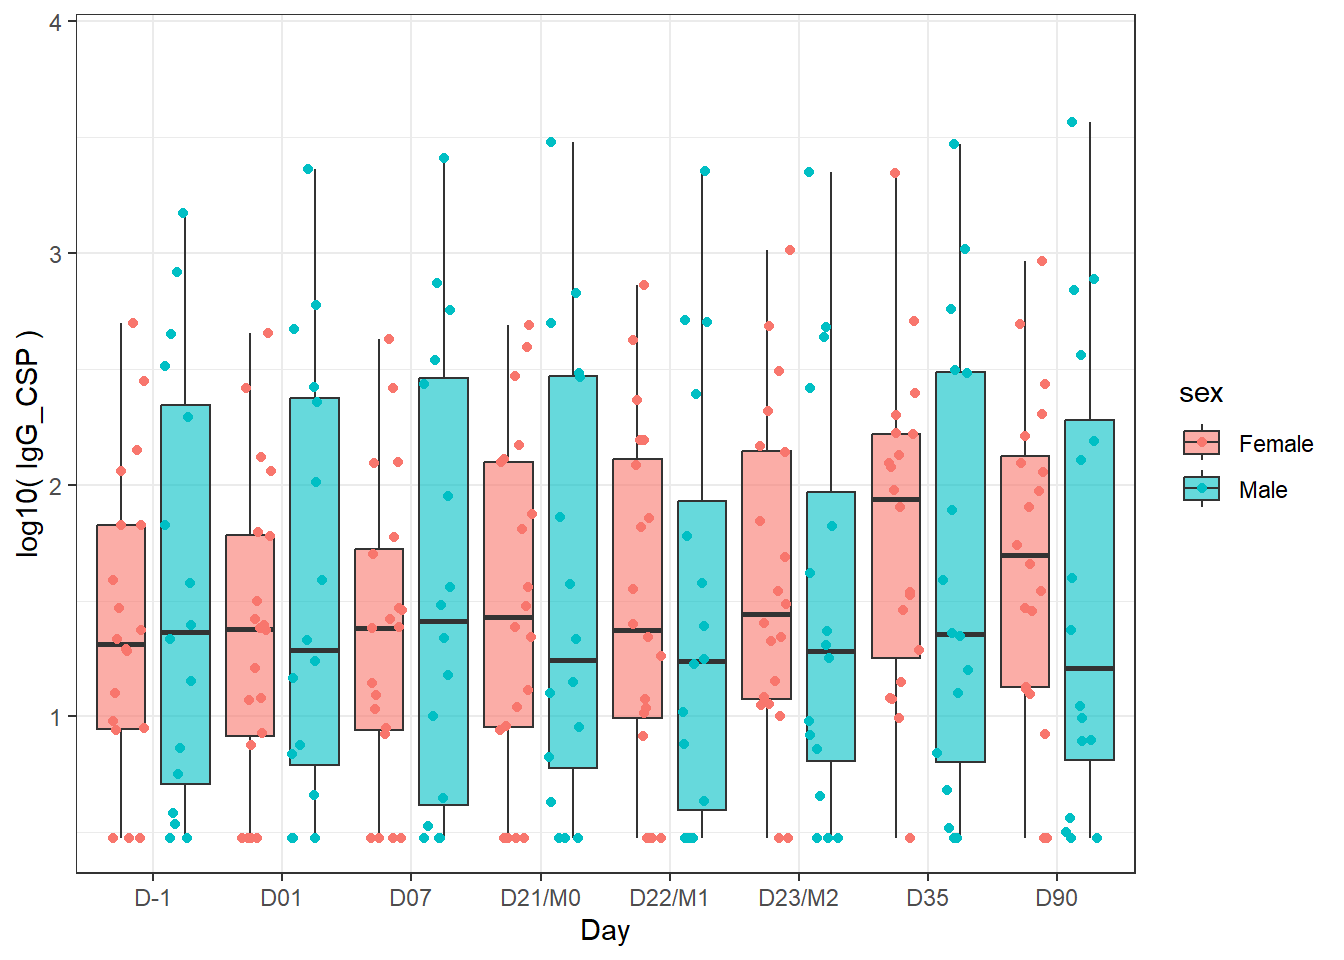 4
3
2
1
log10( IgG_CSP )
D-1 D01 D07 D21/M0 D22/M1 D23/M2 D35 D90
Day
sex
Female
Male